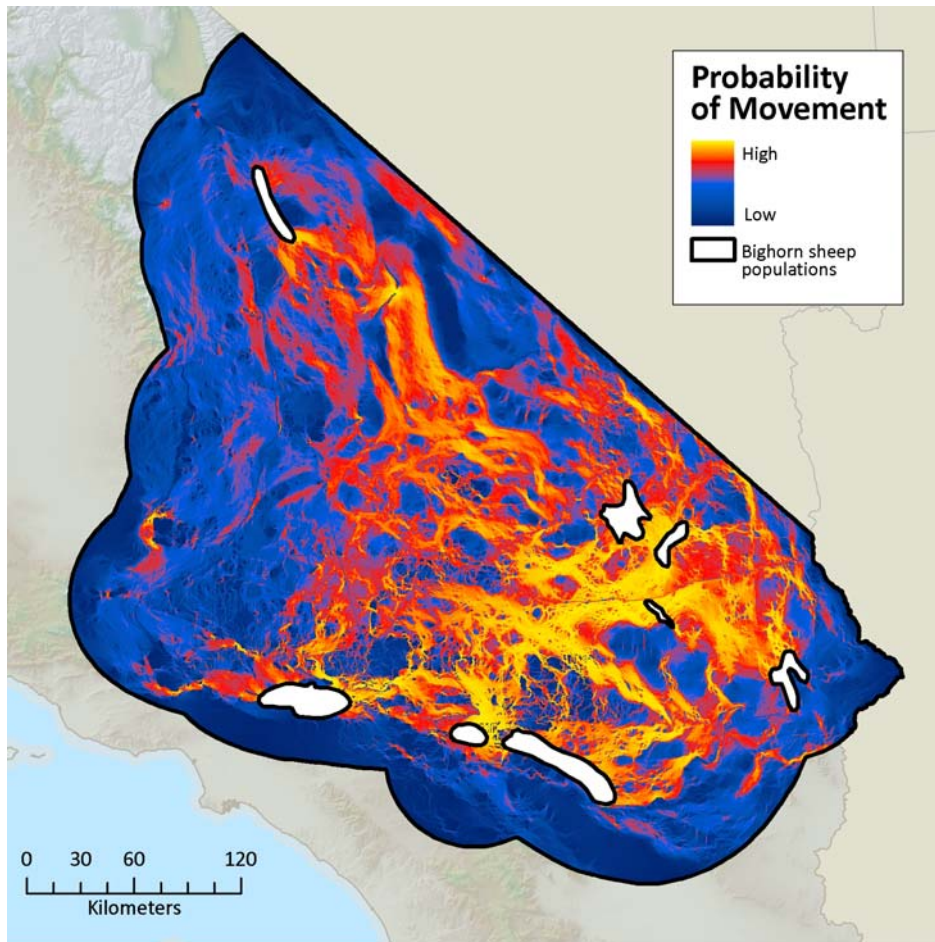 Probability
of Movement
High
Low
Bighorn sheep
populations
0 30 60 120
Kilometers